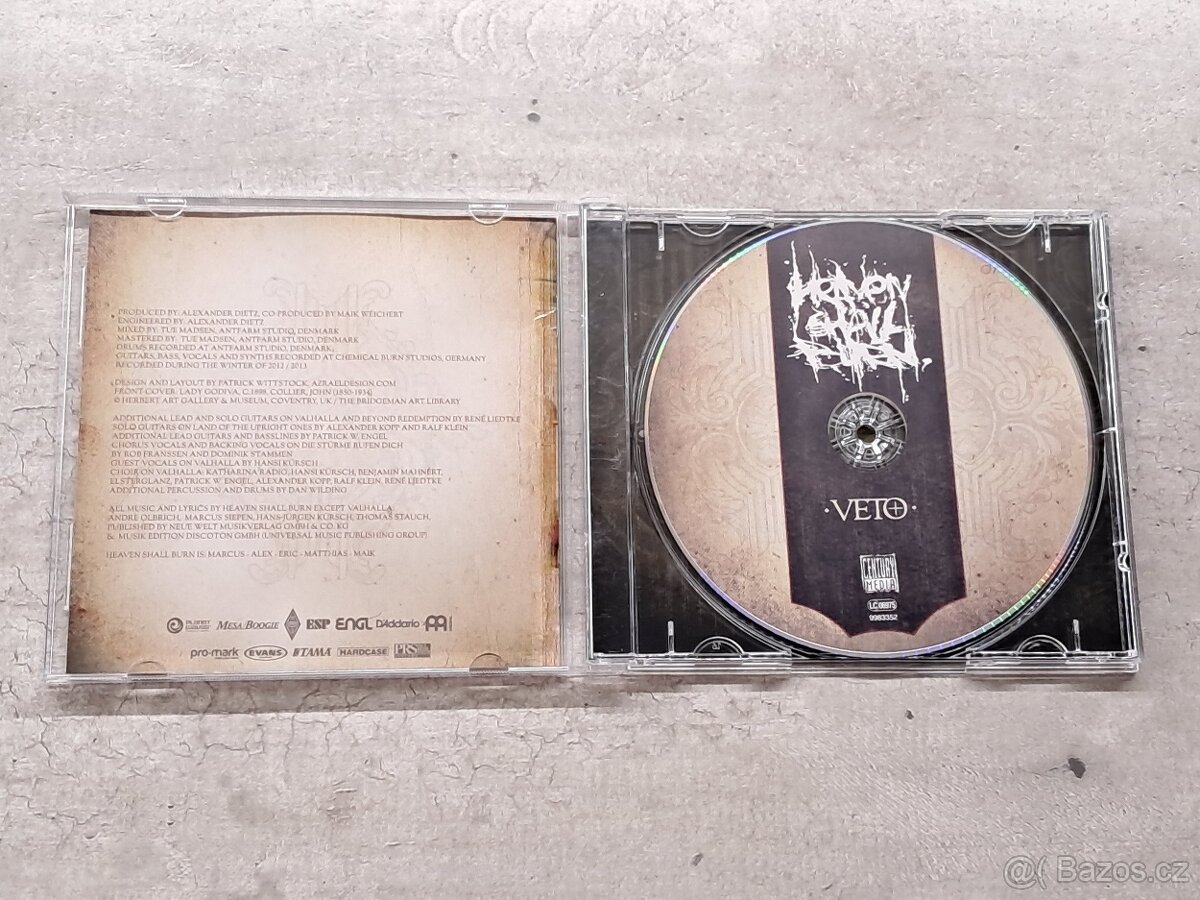 PRODUCED BY: ALEXANDER DIETZ, CO-PRODUCED BY MAIK WEICHERT
ENGINEERED BY: ALEXANDER DIETZ
MIXED BY: TUE MADSEN, ANTFARM STUDIO, DENMARK
MASTERED BY: TUE MADSEN, ANTFARM STUDIO, DENMARK
DRUMS RECORDED AT ANTFARM STUDIO, DENMARK,
GUITARS, BASS, VOCALS AND SYNTHS RECORDED AT CHEMICAL BURN STUDIOS, GERMANY
RECORDED DURING THE WINTER OF 2012 / 2013
DESIGN AND LAYOUT BY PATRICK WITTSTOCK, AZRAELDESIGN.COM
FRONT COVER: LADY GODIVA, C.1898, COLLIER, JOHN (1850-1934)
© HERBERT ART GALLERY & MUSEUM, COVENTRY, UK / THE BRIDGEMAN ART LIBRARY
ADDITIONAL LEAD AND SOLO GUITARS ON VALHALLA AND BEYOND REDEMPTION BY RENÉ LIEDTKE
SOLO GUITARS ON LAND OF THE UPRIGHT ONES BY ALEXANDER KOPP AND RALF KLEIN
ADDITIONAL LEAD GUITARS AND BASSLINES BY PATRICK W. ENGEL
CHORUS VOCALS AND BACKING VOCALS ON DIE STÜRME RUFEN DICH
BY ROB FRANSSEN AND DOMINIK STAMMEN
GUEST VOCALS ON VALHALLA BY HANSI KÜRSCH
CHOIR ON VALHALLA: KATHARINA RADIG, HANSI KÜRSCH, BENJAMIN MAHNERT,
ELSTERGLANZ, PATRICK W. ENGEL, ALEXANDER KOPP, RALF KLEIN, RENÉ LIEDTKE
ADDITIONAL PERCUSSION AND DRUMS BY DAN WILDING
ALL MUSIC AND LYRICS BY HEAVEN SHALL BURN EXCEPT VALHALLA:
ANDRÉ OLBRICH, MARCUS SIEPEN, HANS-JÜRGEN KÜRSCH, THOMAS STAUCH,
PUBLISHED BY NEUE WELT MUSIKVERLAG GMBH & CO. KG
& MUSIK EDITION DISCOTON GMBH (UNIVERSAL MUSIC PUBLISHING GROUP)
HEAVEN SHALL BURN IS: MARCUS - ALEX - ERIC - MATTHIAS - MAIK
PLANET WAVES MESA/BOOGIE ESP ENGL D'Addario
pro-mark EVANS TAMA HARDCASE PRS
HEAVEN
SHALL
BURN
·VETO·
CENTURY
MEDIA
LC 06975
9983352
@( Bazos.cz